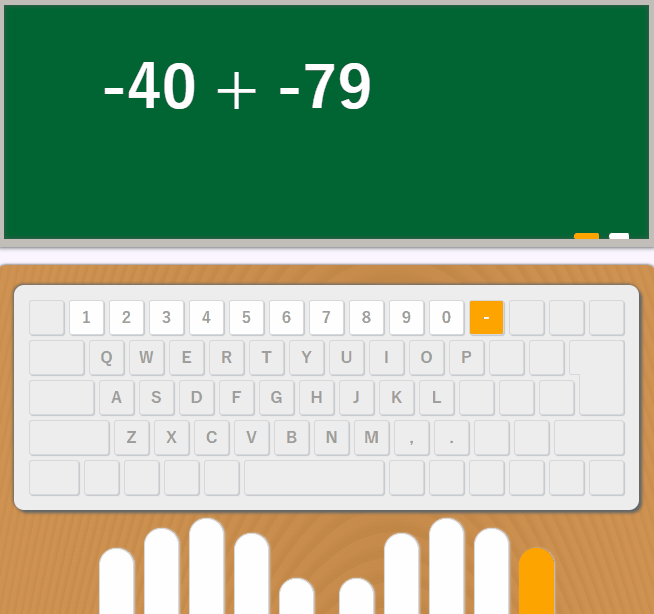 -40 + -79
1 2 3 4 5 6 7 8 9 0 -
Q W E R T Y U I O P
A S D F G H J K L
Z X C V B N M , .